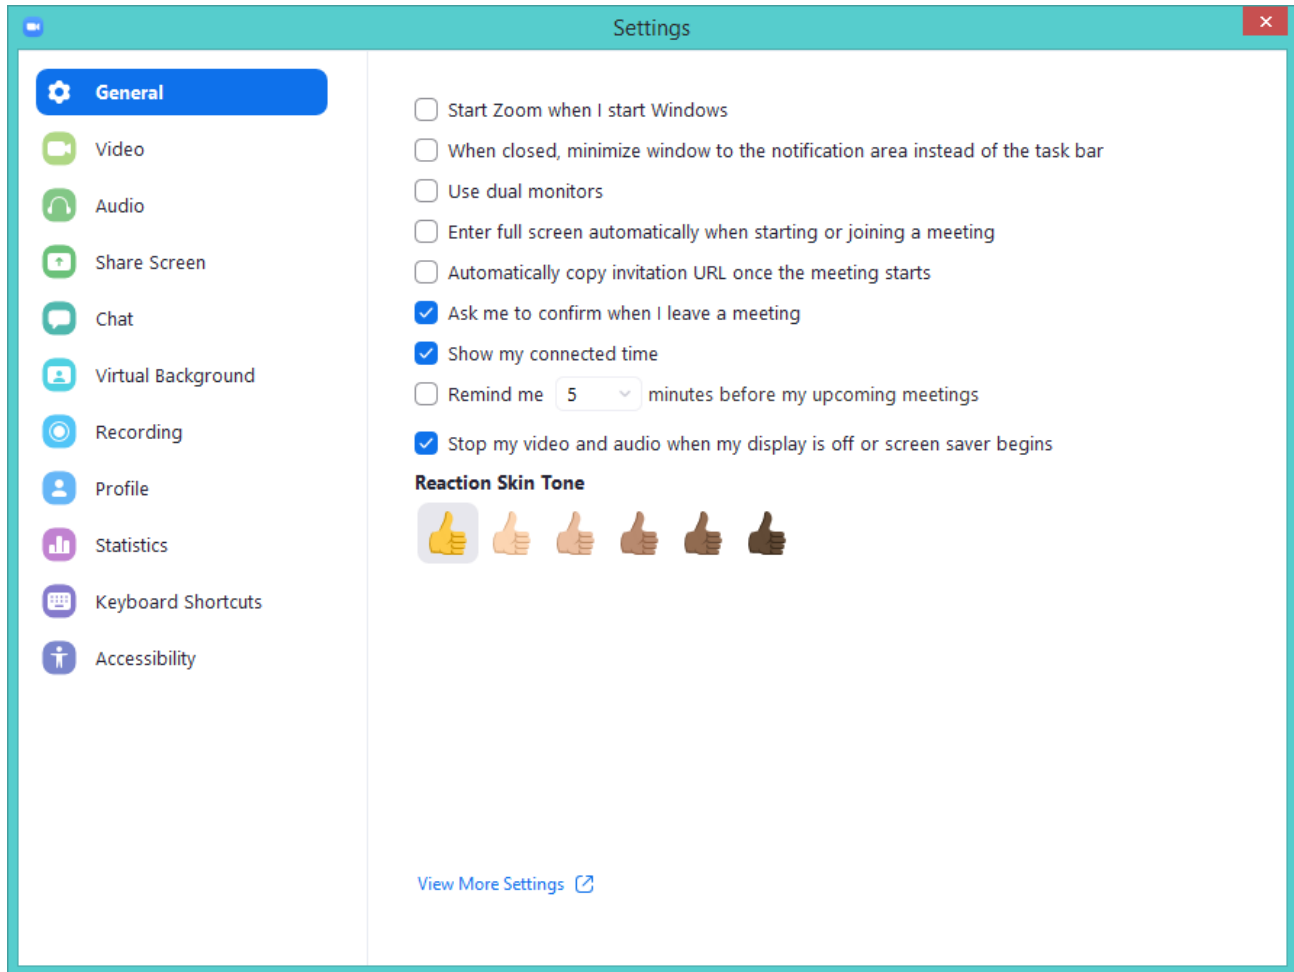 Settings
General
Video
Audio
Share Screen
Chat
Virtual Background
Recording
Profile
Statistics
Keyboard Shortcuts
Accessibility
Start Zoom when I start Windows
When closed, minimize window to the notification area instead of the task bar
Use dual monitors
Enter full screen automatically when starting or joining a meeting
Automatically copy invitation URL once the meeting starts
Ask me to confirm when I leave a meeting
Show my connected time
Remind me 5 minutes before my upcoming meetings
Stop my video and audio when my display is off or screen saver begins
Reaction Skin Tone
View More Settings